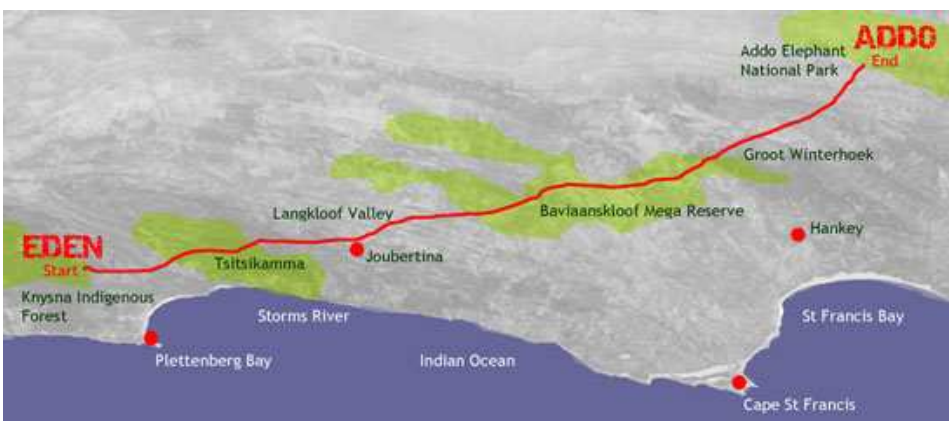 ADDO
End
Addo Elephant
National Park
Groot Winterhoek
Langkloof Valley
Baviaanskloof Mega Reserve
Hankey
EDEN
Start
Tsitsikamma
Joubertina
Knysna Indigenous
Forest
Storms River
St Francis Bay
Plettenberg Bay
Indian Ocean
Cape St Francis